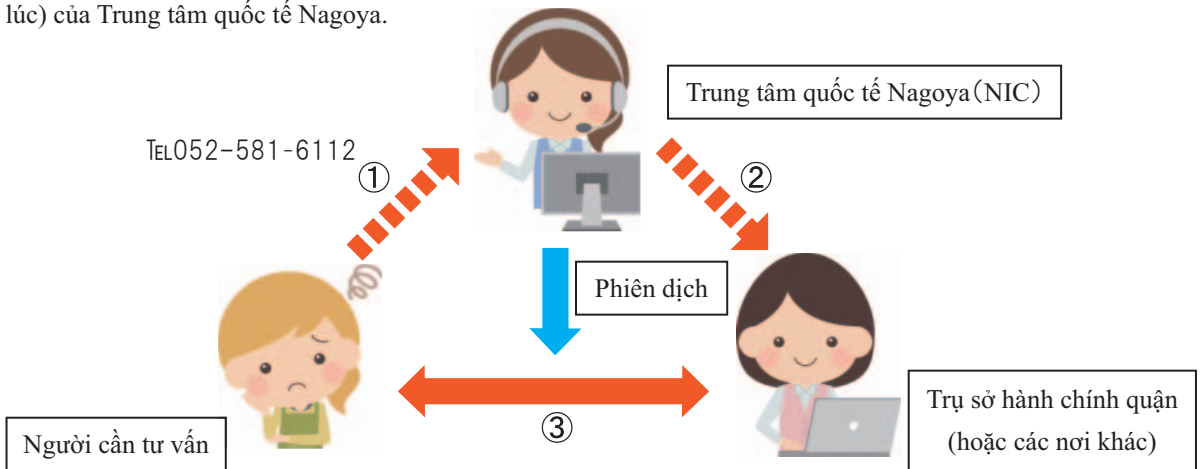 lúc) của Trung tâm quốc tế Nagoya.
Trung tâm quốc tế Nagoya（NIC）
℡052−581-6112
①
②
Phiên dịch
③
Người cần tư vấn
Trụ sở hành chính quận
(hoặc các nơi khác)